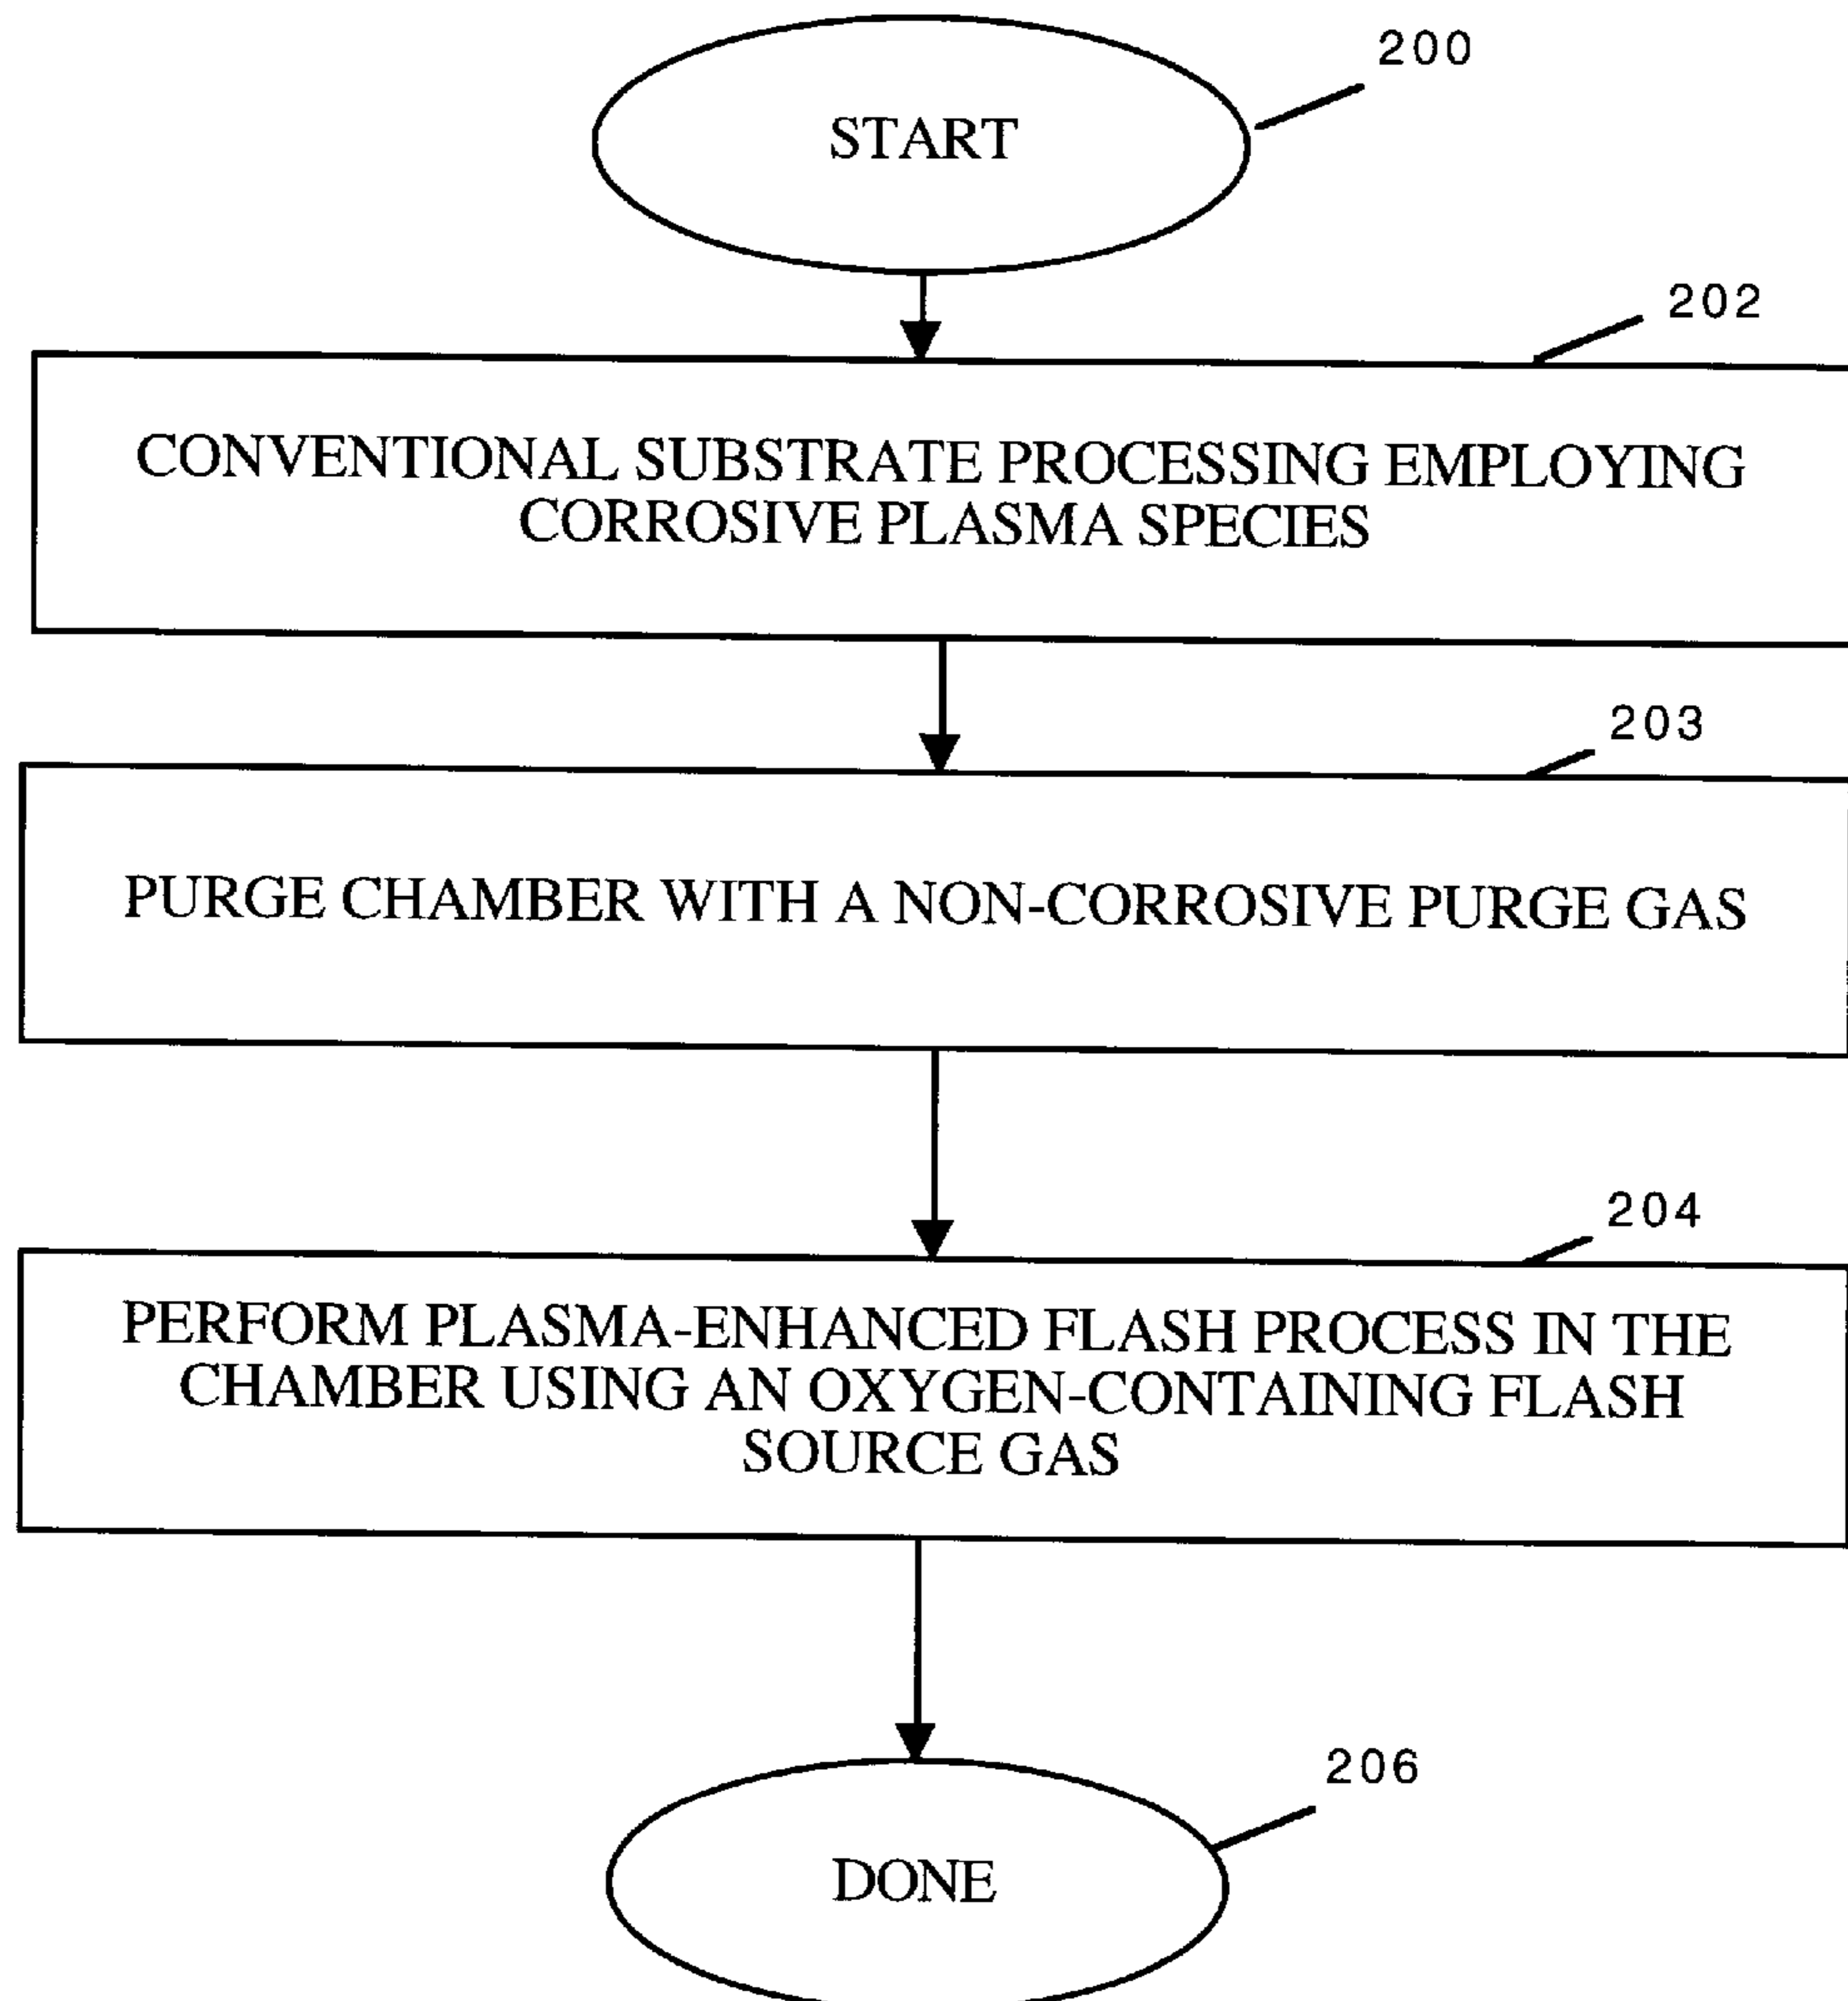 200
START
202
CONVENTIONAL SUBSTRATE PROCESSING EMPLOYING
CORROSIVE PLASMA SPECIES
203
PURGE CHAMBER WITH A NON-CORROSIVE PURGE GAS
204
PERFORM PLASMA-ENHANCED FLASH PROCESS IN THE
CHAMBER USING AN OXYGEN-CONTAINING FLASH
SOURCE GAS
206
DONE